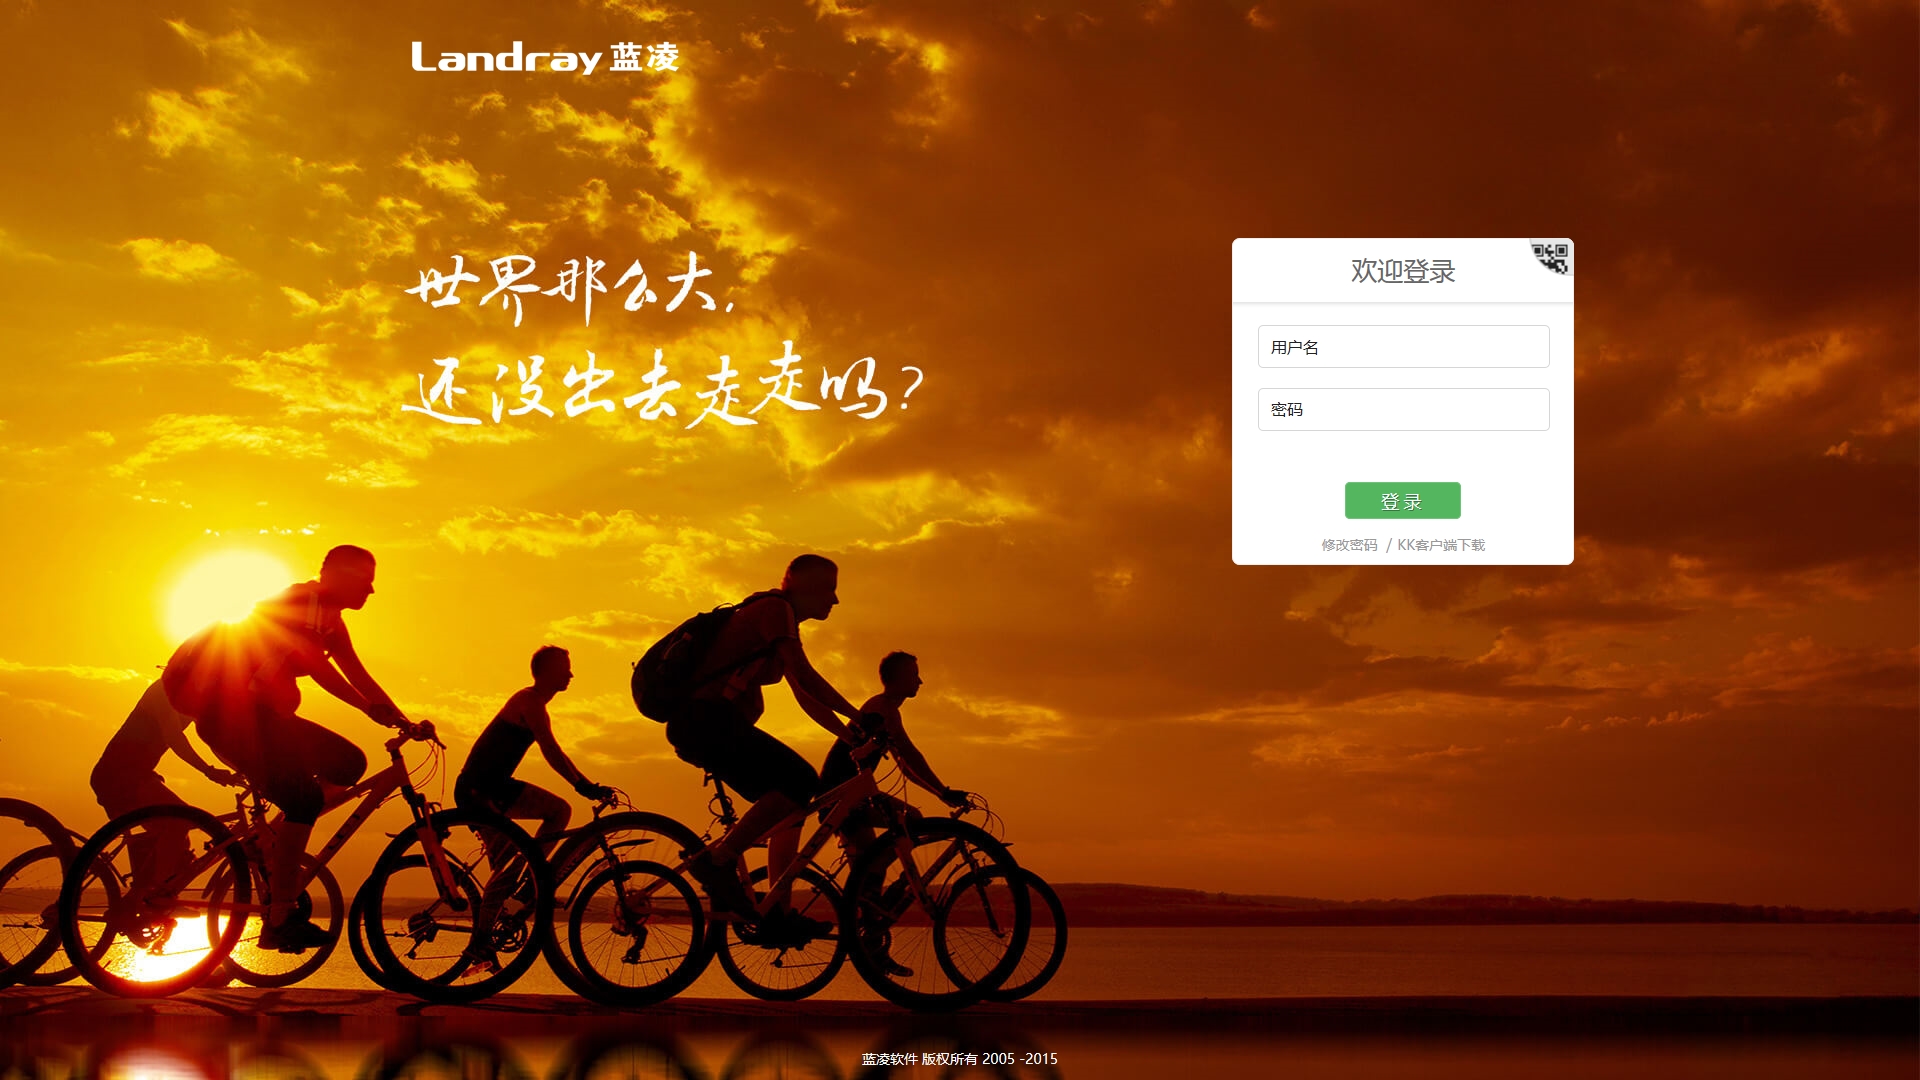 Landray 蓝凌
世界那么大,
还没出去走走吗?
欢迎登录
用户名
密码
登 录
修改密码 / KK客户端下载
蓝凌软件 版权所有 2005 -2015